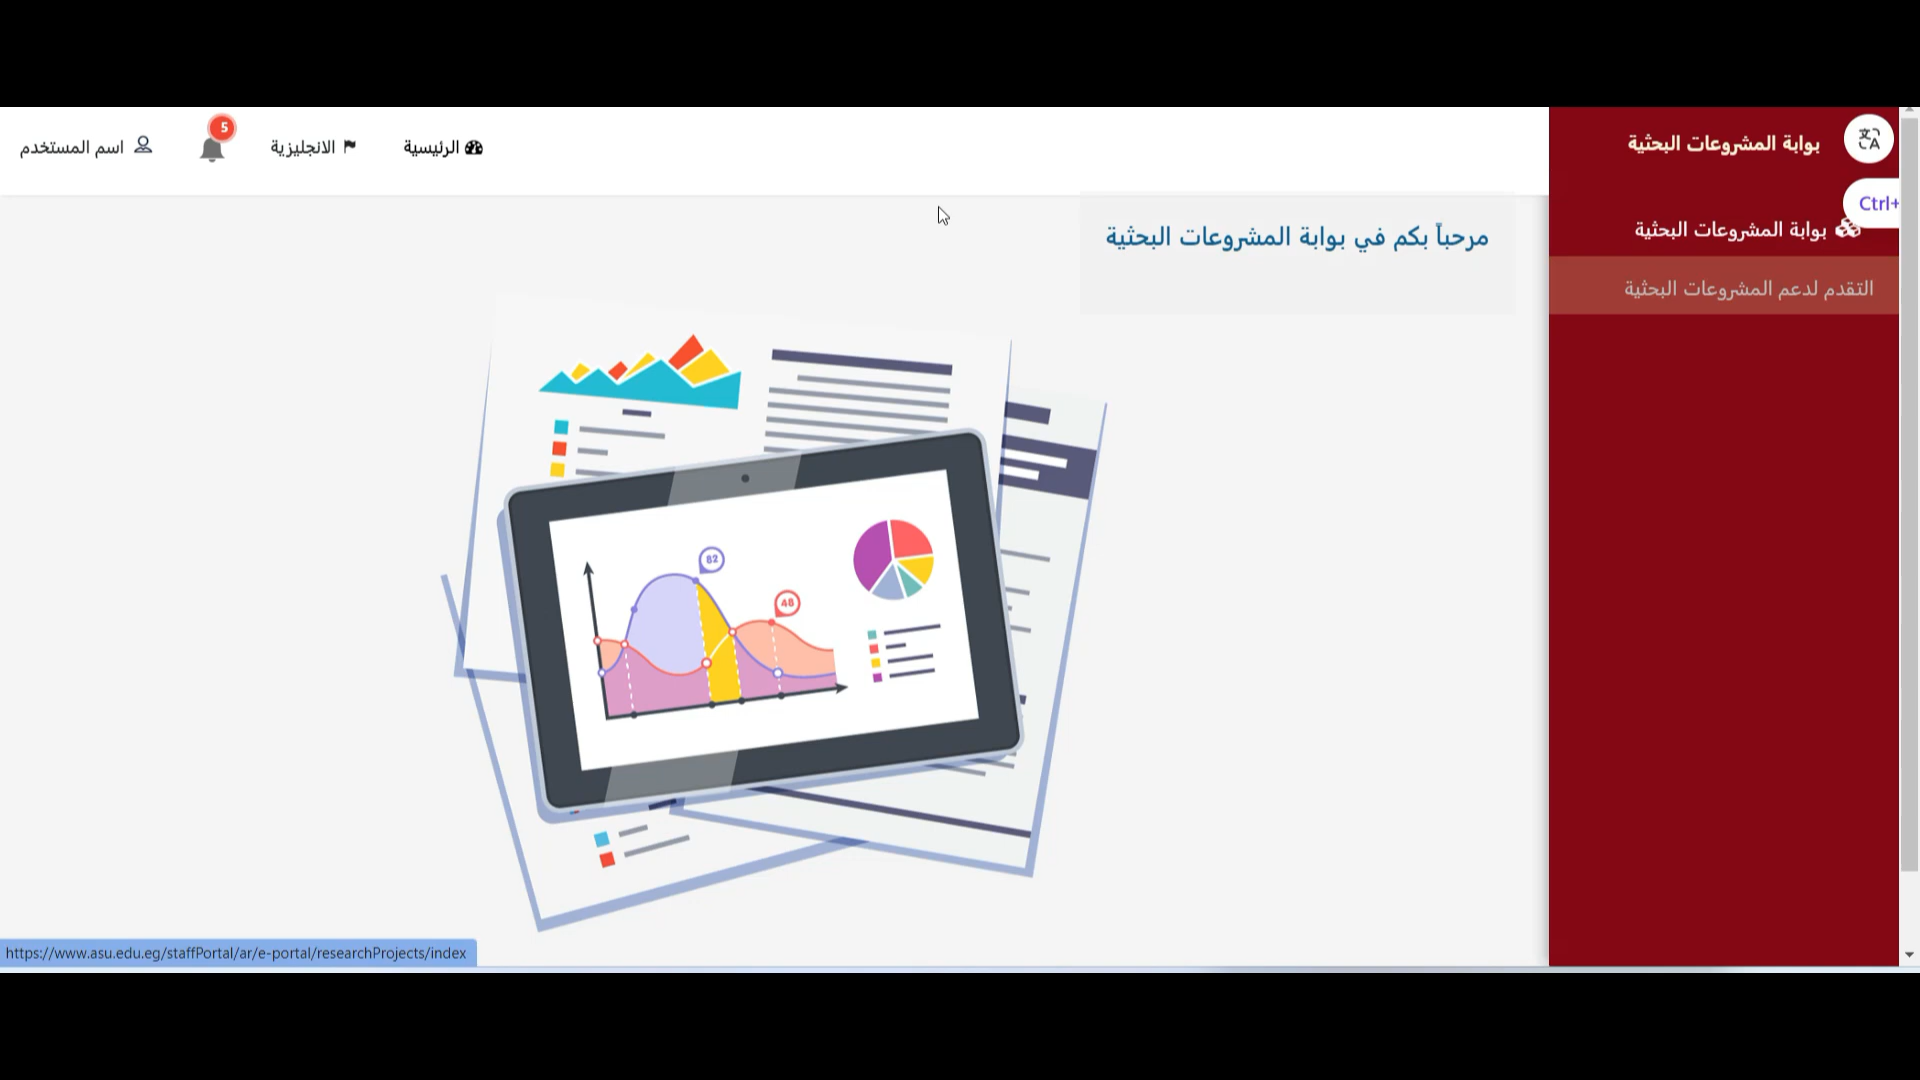 بوابة المشروعات البحثية
الرئيسية
الانجليزية
5
اسم المستخدم
Ctrl+
بوابة المشروعات البحثية
التقدم لدعم المشروعات البحثية
مرحباً بكم في بوابة المشروعات البحثية
82
48
https://www.asu.edu.eg/staffPortal/ar/e-portal/researchProjects/index